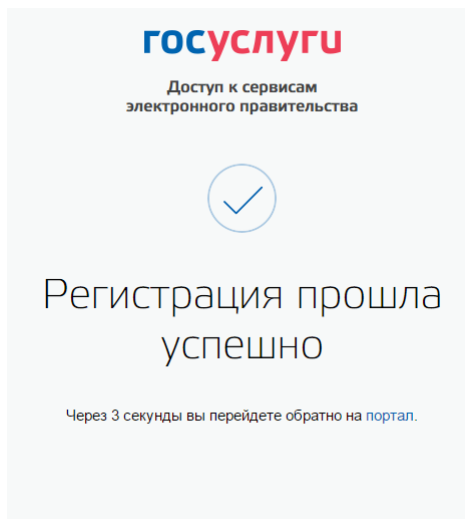 госуслуги
Доступ к сервисам
электронного правительства
Регистрация прошла
успешно
Через 3 секунды вы перейдете обратно на портал.